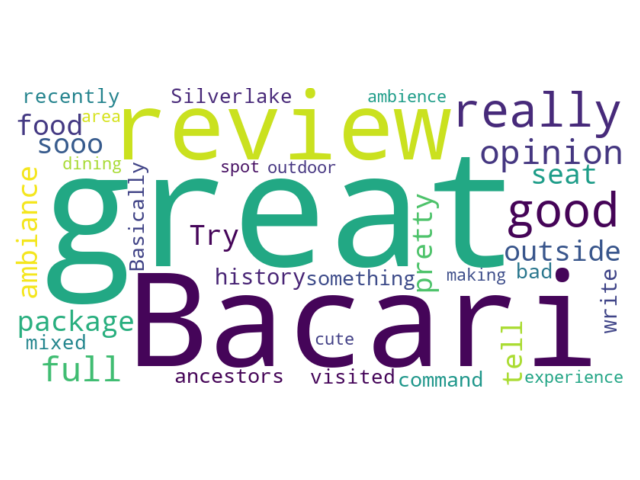 recently Silverlake ambience
area review really
food
sooo opinion
dining spot outdoor seat
great
ambiance Basically Try pretty good
outside
history something making bad
Bacari
package write
mixed cute tell
full ancestors visited command experience